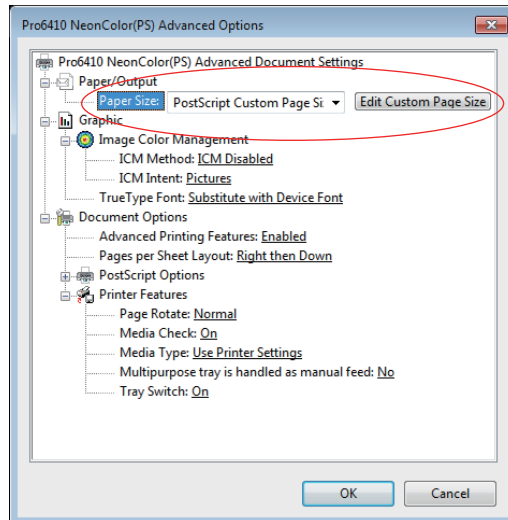 Pro6410 NeonColor(PS) Advanced Options
Pro6410 NeonColor(PS) Advanced Document Settings
Paper/Output
Paper Size: PostScript Custom Page Si Edit Custom Page Size
Graphic
Image Color Management
ICM Method: ICM Disabled
ICM Intent: Pictures
TrueType Font: Substitute with Device Font
Document Options
Advanced Printing Features: Enabled
Pages per Sheet Layout: Right then Down
PostScript Options
Printer Features
Page Rotate: Normal
Media Check: On
Media Type: Use Printer Settings
Multipurpose tray is handled as manual feed: No
Tray Switch: On
OK Cancel